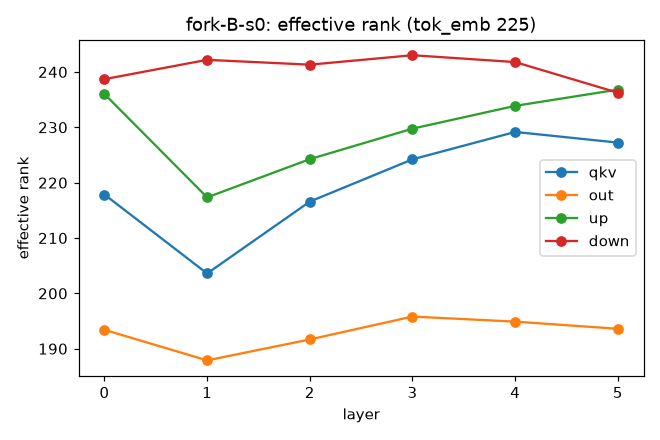 fork-B-s0: effective rank (tok_emb 225)
effective rank
240
230
220
210
200
190
qkv
out
up
down
0 1 2 3 4 5
layer